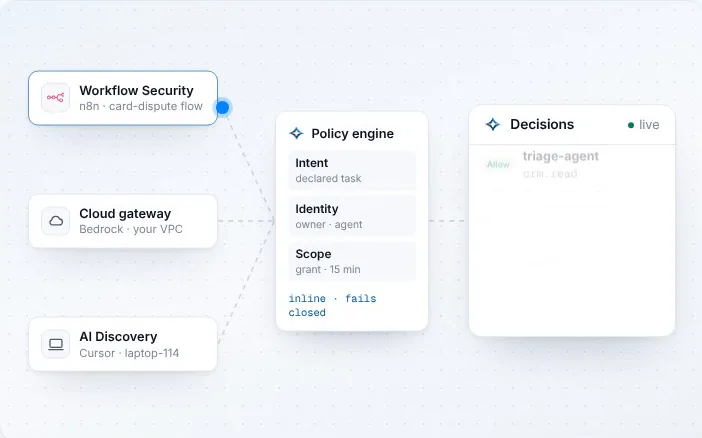 Workflow Security
n8n · card-dispute flow
Cloud gateway
Bedrock · your VPC
AI Discovery
Cursor · laptop-114
Policy engine
Intent
declared task
Identity
owner · agent
Scope
grant · 15 min
inline · fails
closed
Decisions
live
Allow
triage-agent
crm.read